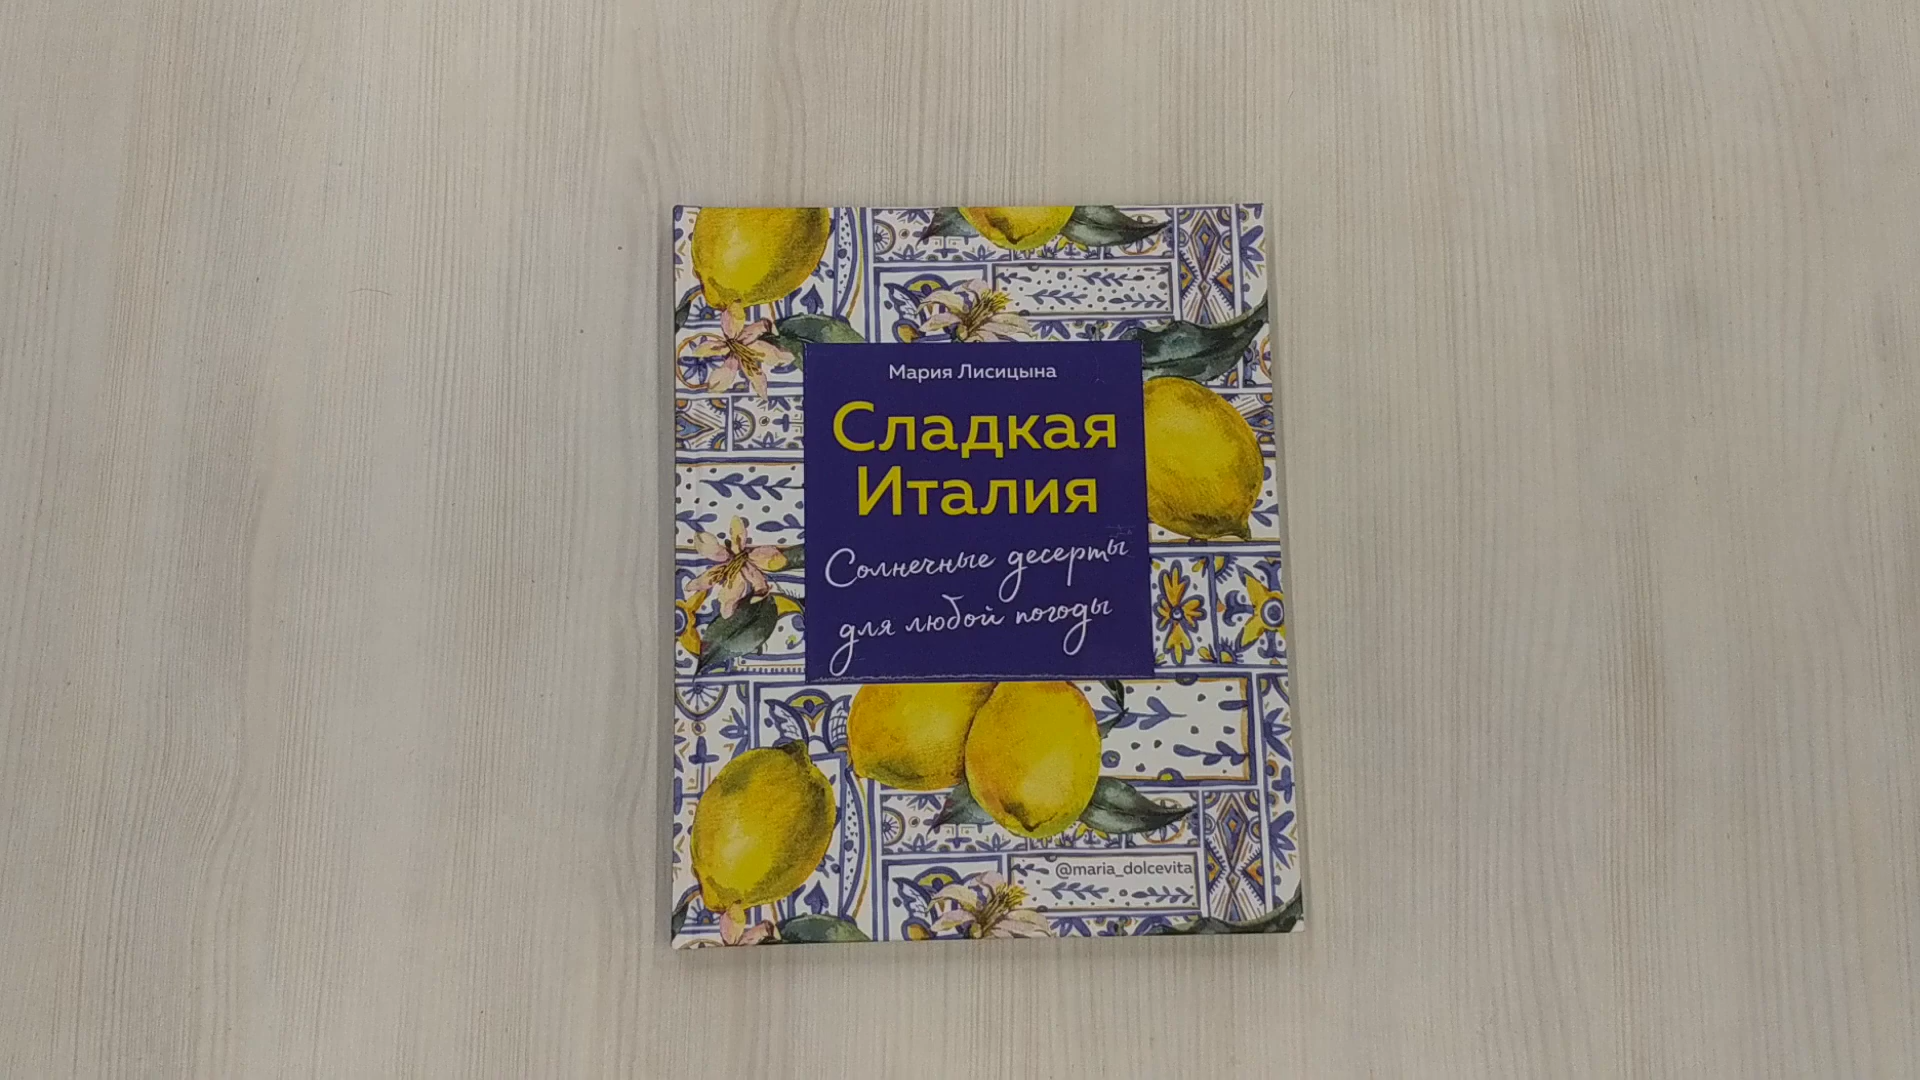 Мария Лисицына
Сладкая
Италия
Солнечные десерты
для любой погоды
@maria_dolcevita